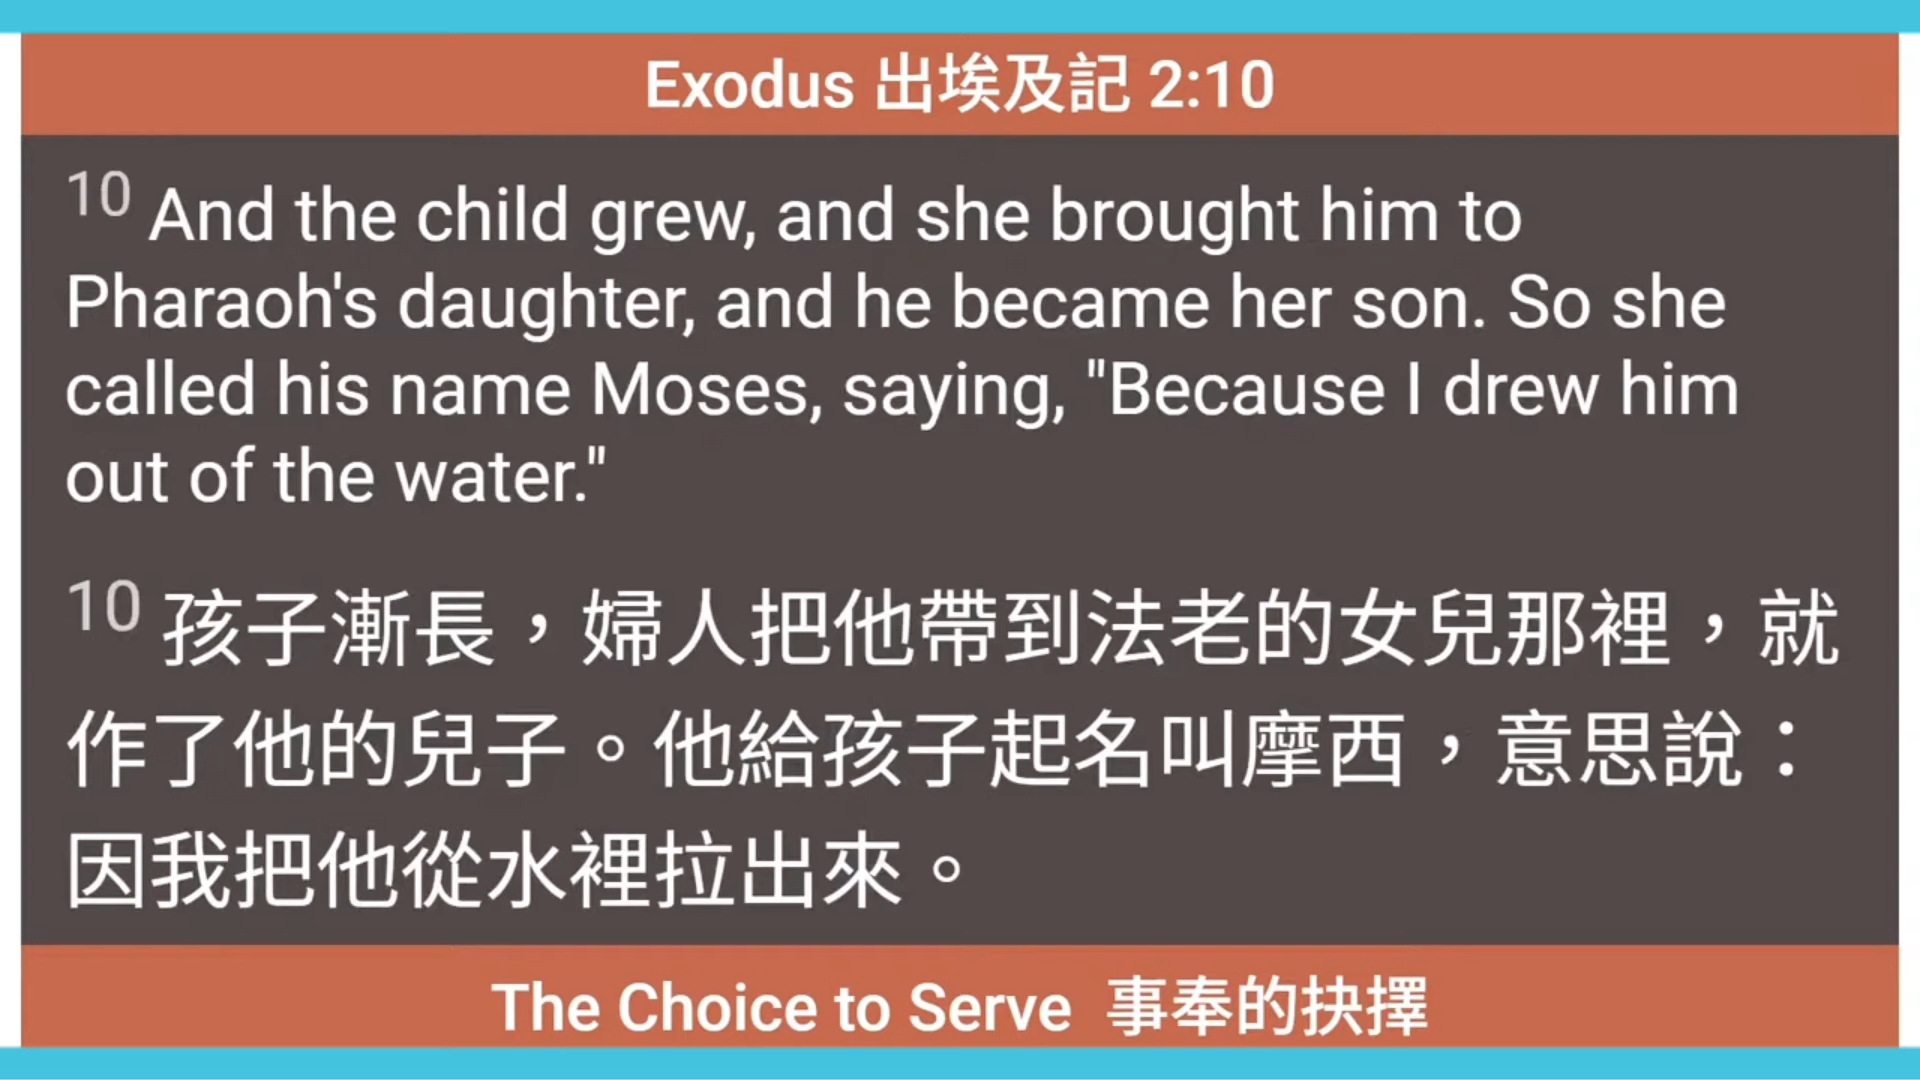 Exodus 出埃及記 2:10
10 And the child grew, and she brought him to
Pharaoh's daughter, and he became her son. So she
called his name Moses, saying, "Because I drew him
out of the water."
10 孩子漸長，婦人把他帶到法老的女兒那裡，就
作了他的兒子。他給孩子起名叫摩西，意思說：
因我把他從水裡拉出來。
The Choice to Serve 事奉的抉擇